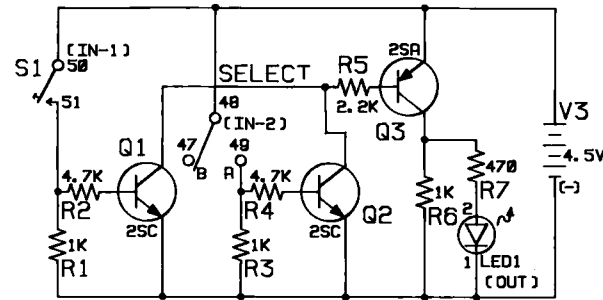 (IN-1)
S1
50
51
SELECT
R5
2SA
2.2K
Q3
48
(IN-2)
47
B
49
A
V3
4.5V
(-)
Q1
4.7K
R2
2SC
1K
R1
4.7K
R4
2SC
Q2
1K
R3
1K
R6
470
R7
2
1
LED1
(OUT)